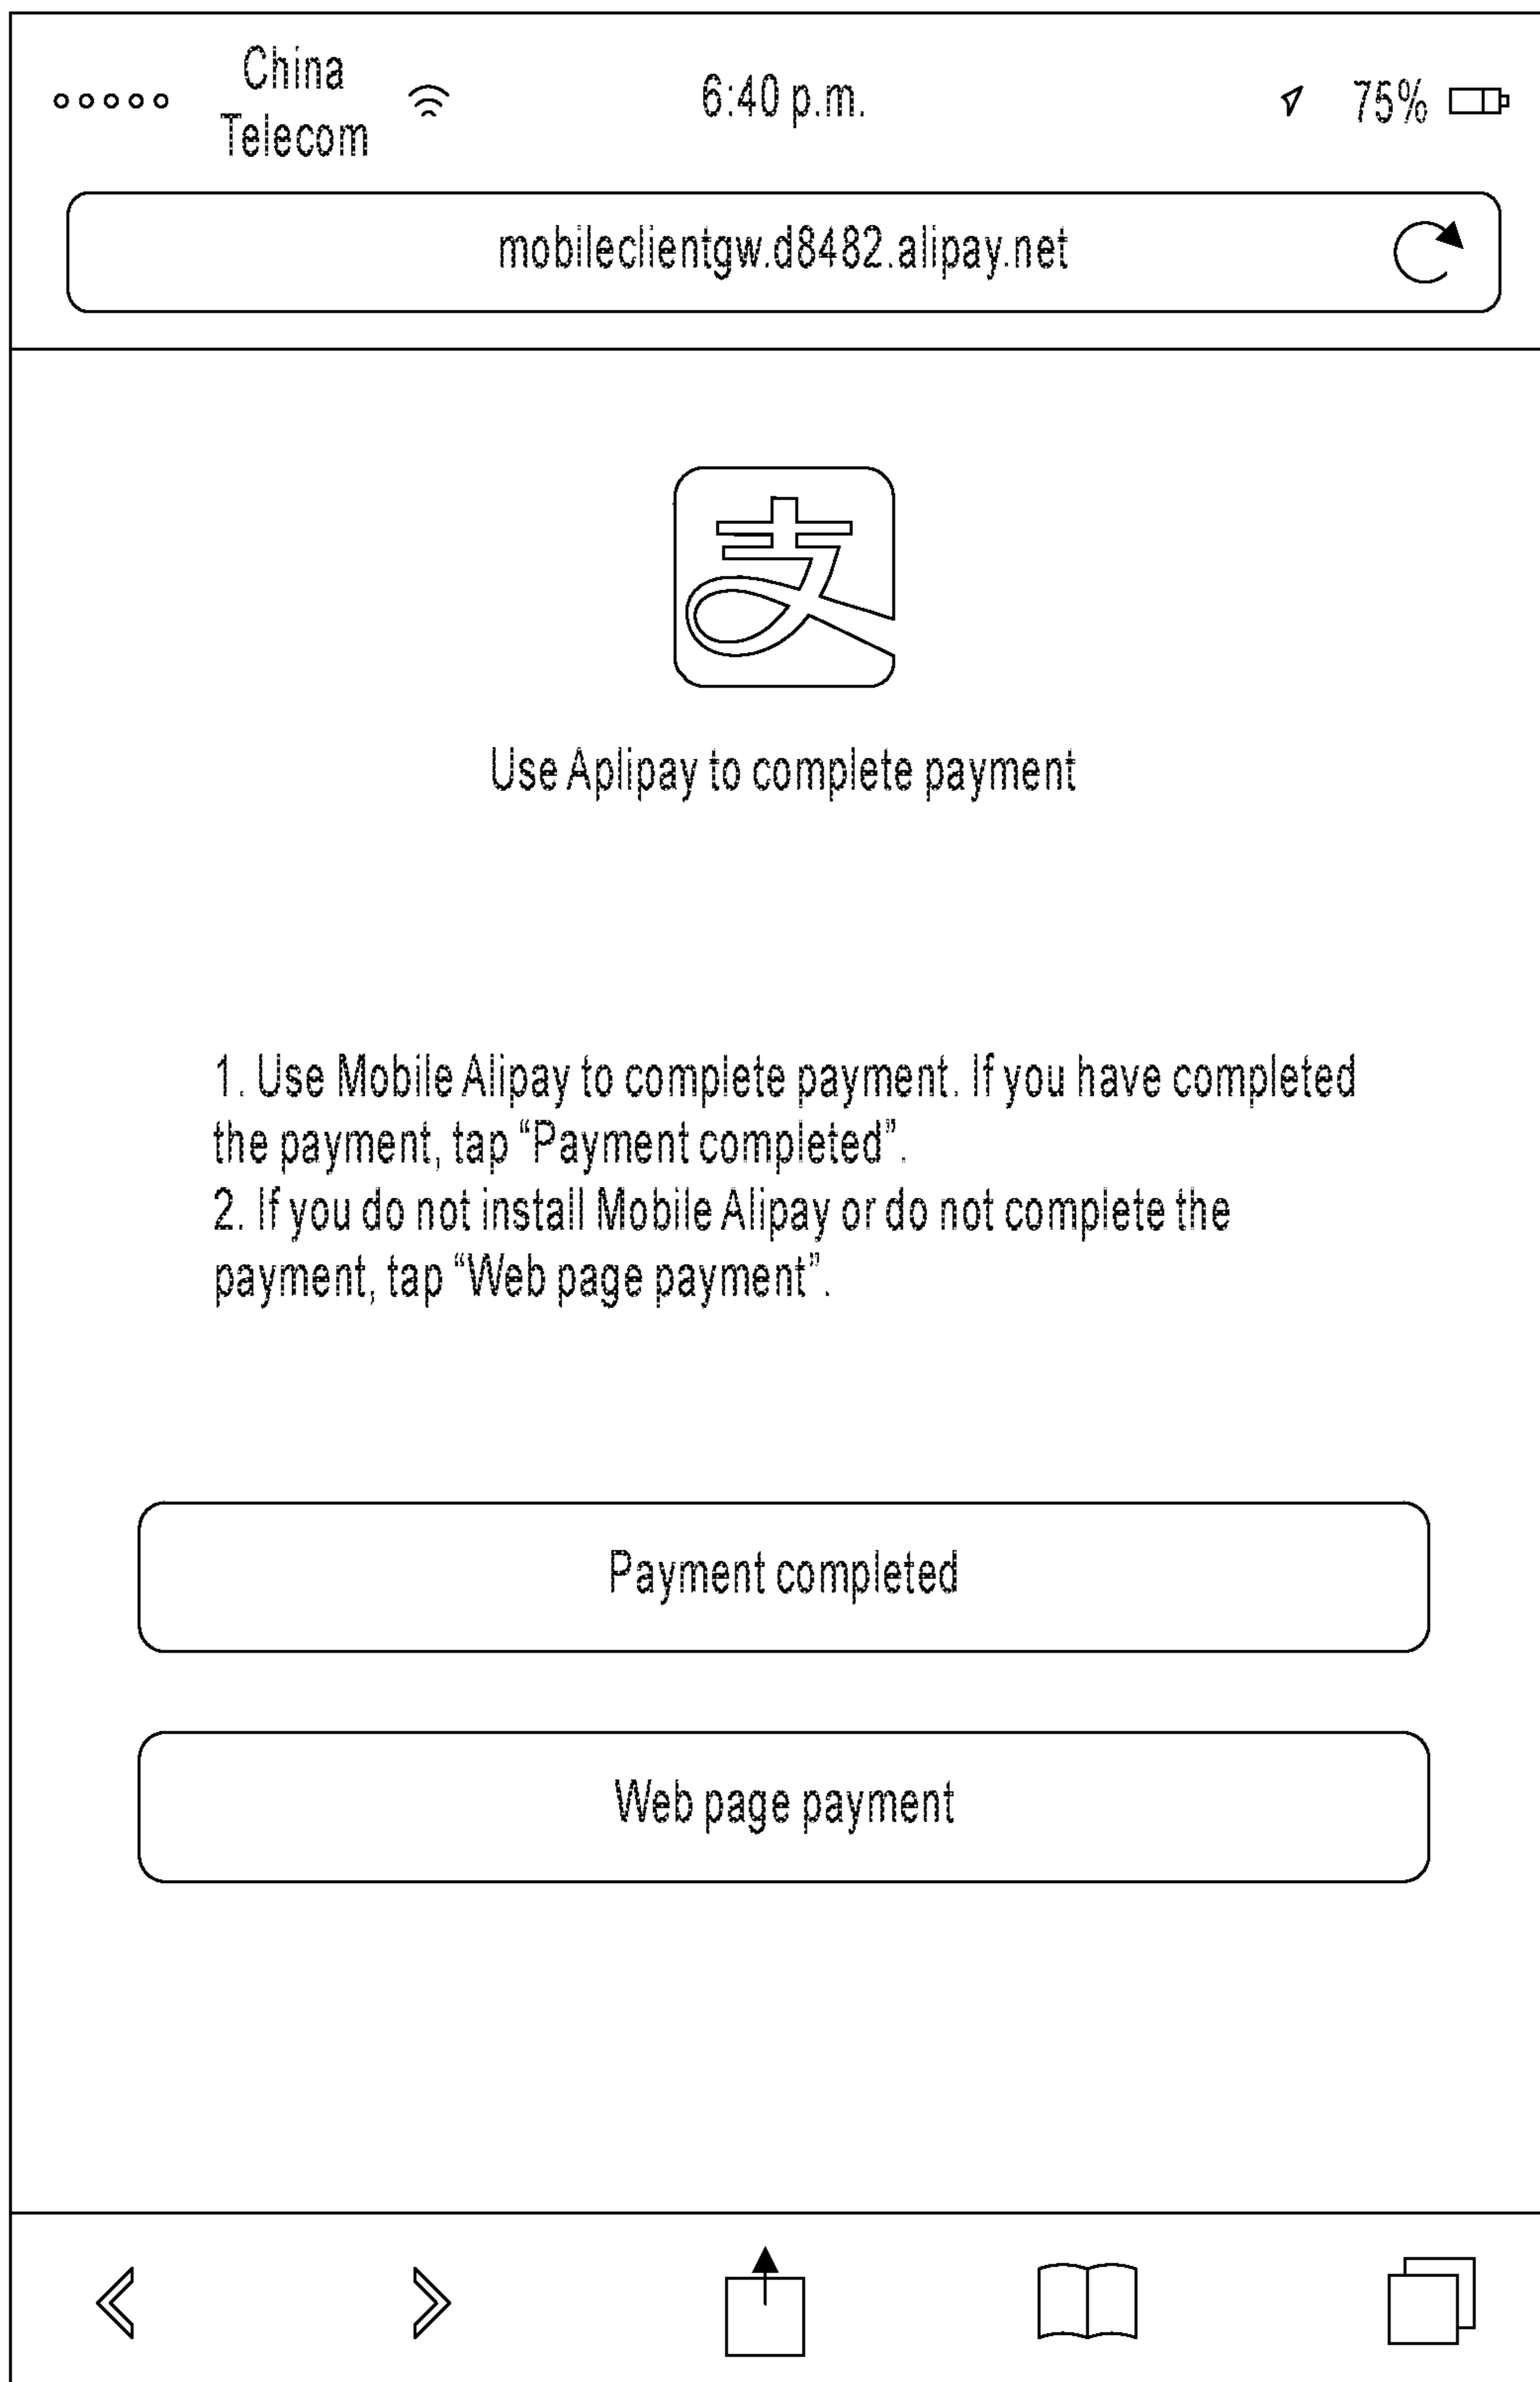 China
Telecom
6:40 p.m.
75%
mobileclientgw.d8482.alipay.net
支
Use Aplipay to complete payment
1. Use Mobile Alipay to complete payment. If you have completed
the payment, tap “Payment completed”.
2. If you do not install Mobile Alipay or do not complete the
payment, tap “Web page payment”.
Payment completed
Web page payment